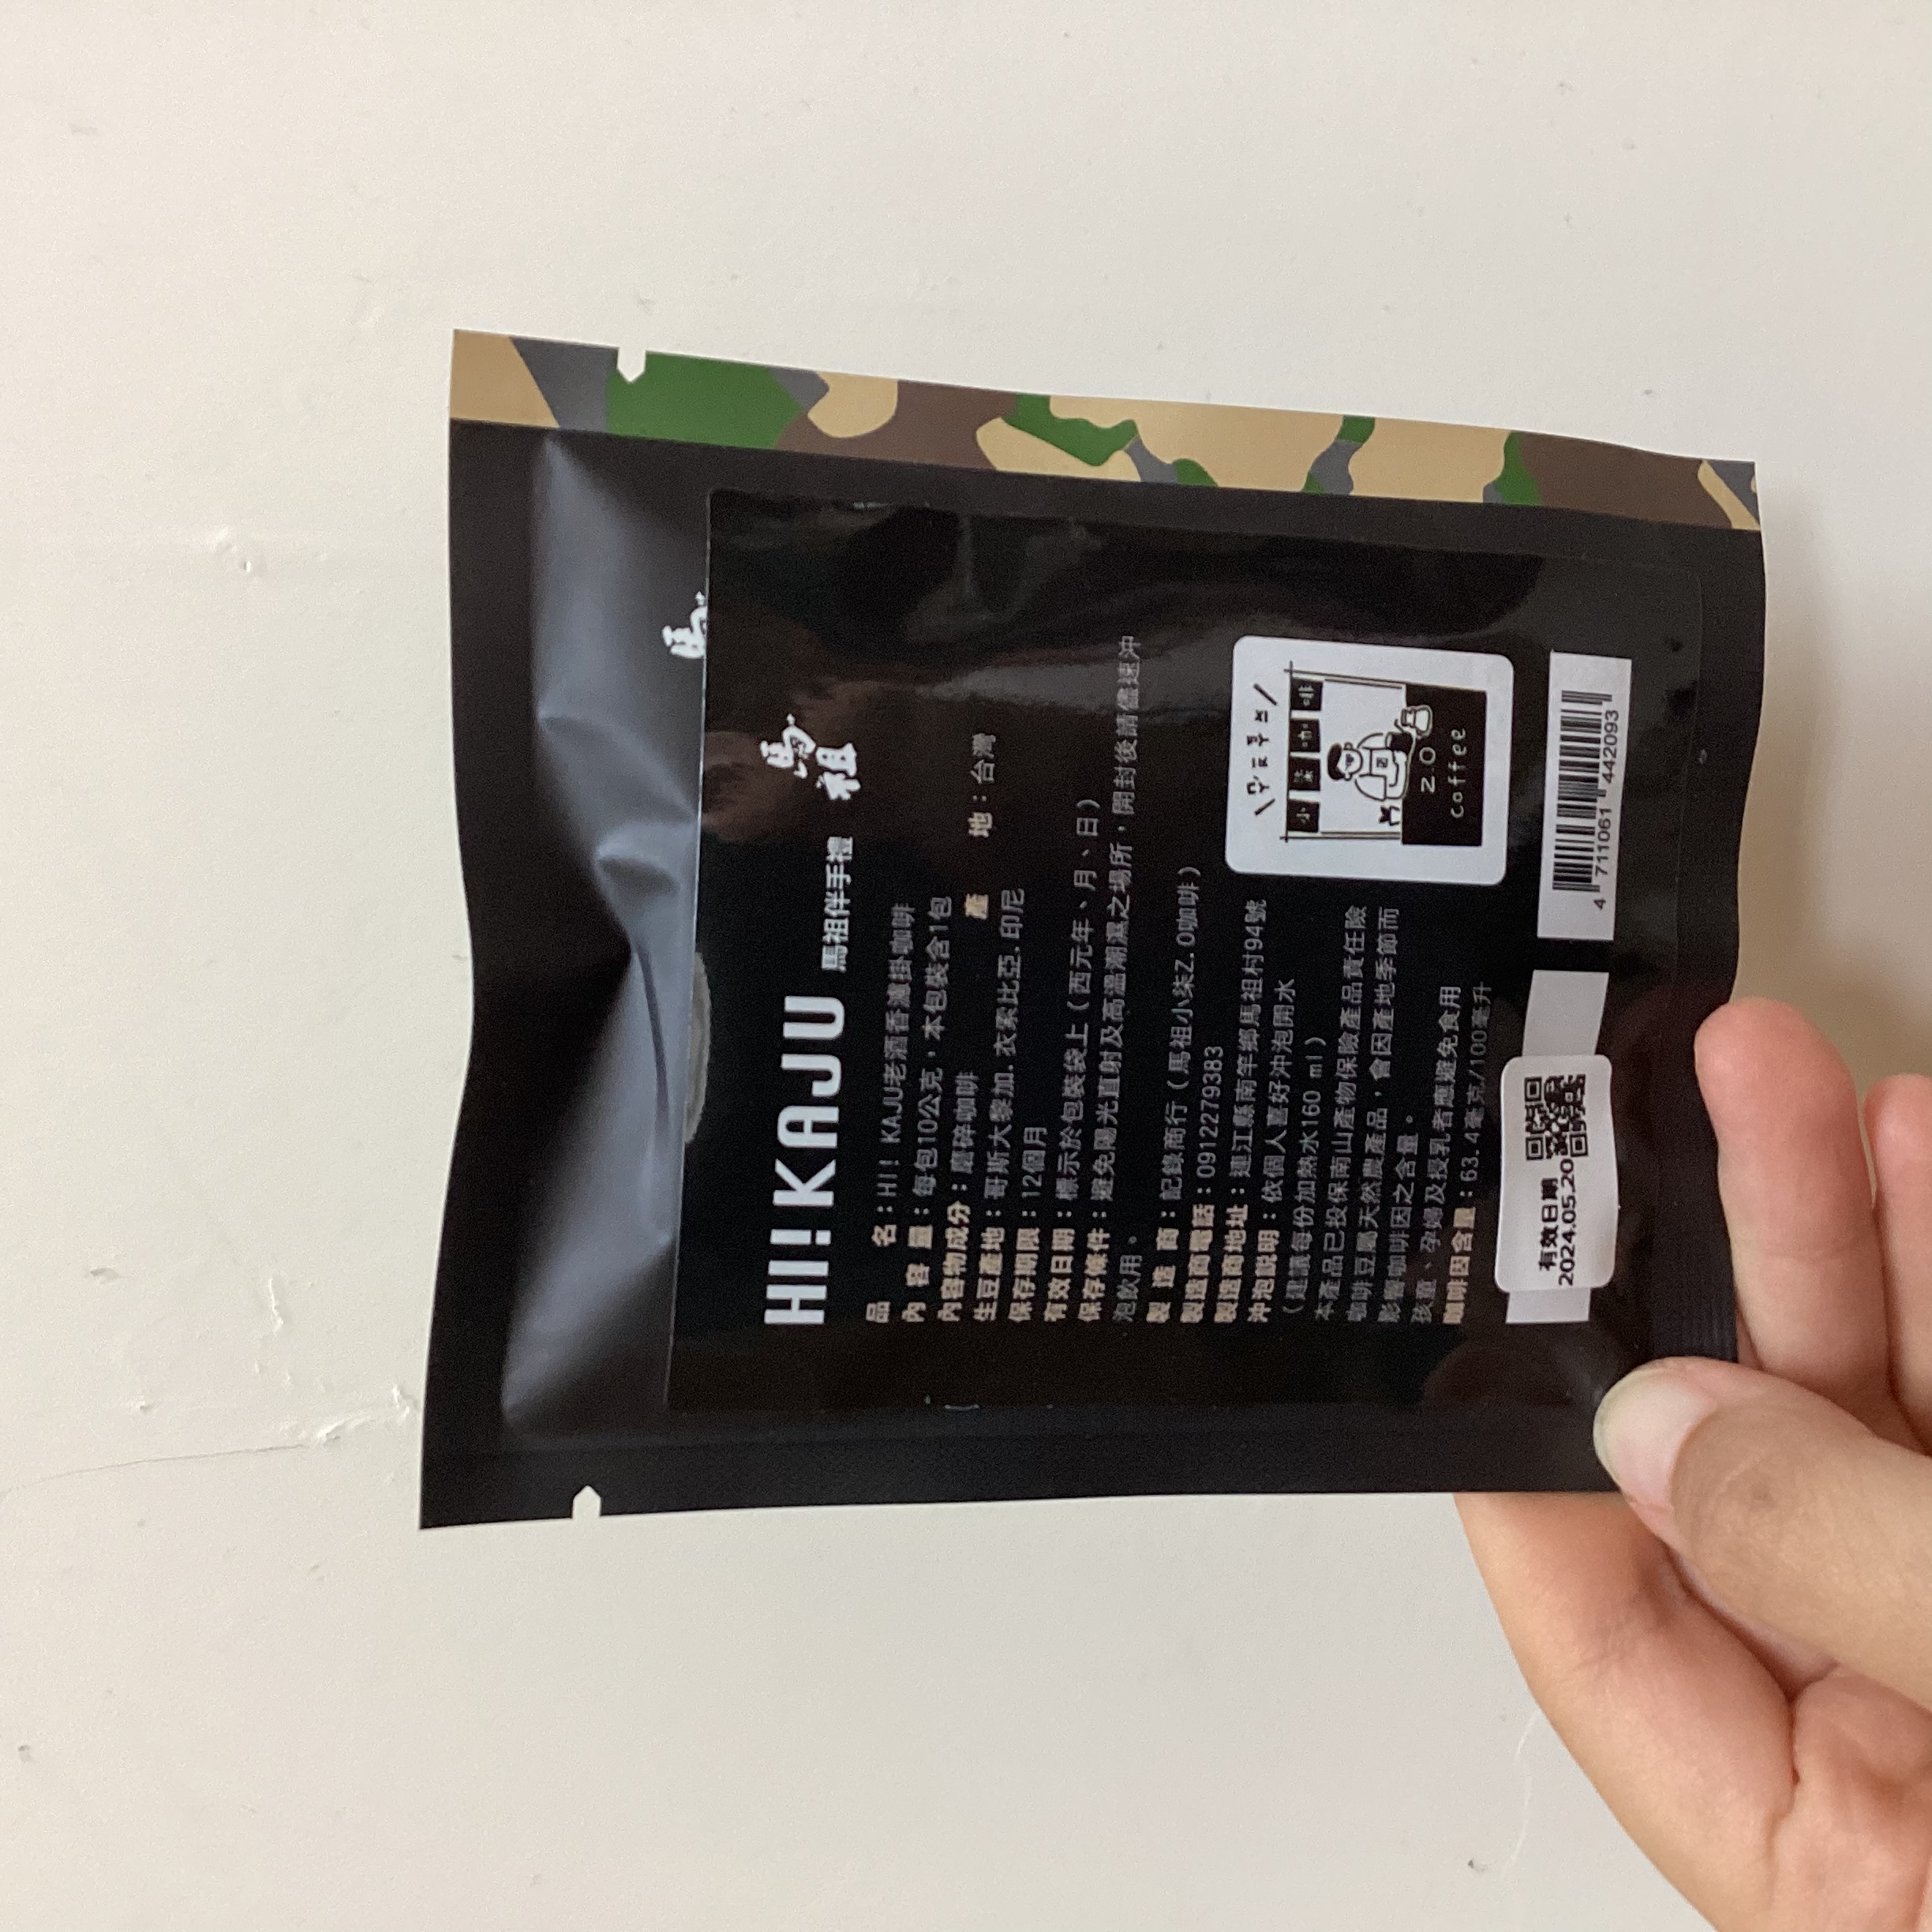 HI! KAJU 馬祖伴手禮 馬祖
品名:HI! KAJU老酒香濾掛咖啡
內容量:每包10公克,本包裝含1包
內容物成分:磨碎咖啡
生豆產地:哥斯大黎加.衣索比亞.印尼
產地:台灣
保存期限:12個月
有效日期:標示於包裝袋上(西元年、月、日)
保存條件:避免陽光直射及高溫潮濕之場所,開封後請儘速沖
泡飲用。
製造商:記錄商行(馬祖小柒2.0咖啡)
製造商電話:0912279383
製造商地址:連江縣南竿鄉馬祖村94號
沖泡説明:依個人喜好沖泡開水
(建議每份加熱水160 ml)
本產品已投保南山產物保險產品責任險
咖啡豆屬天然農產品,會因產地季節而
影響咖啡因之含量。
孩童、孕婦及授乳者應避免食用
咖啡因含量:63.4毫克/100毫升
小柒咖啡
2.0
coffee
有效日期
2024.05.20
4 711061 442093